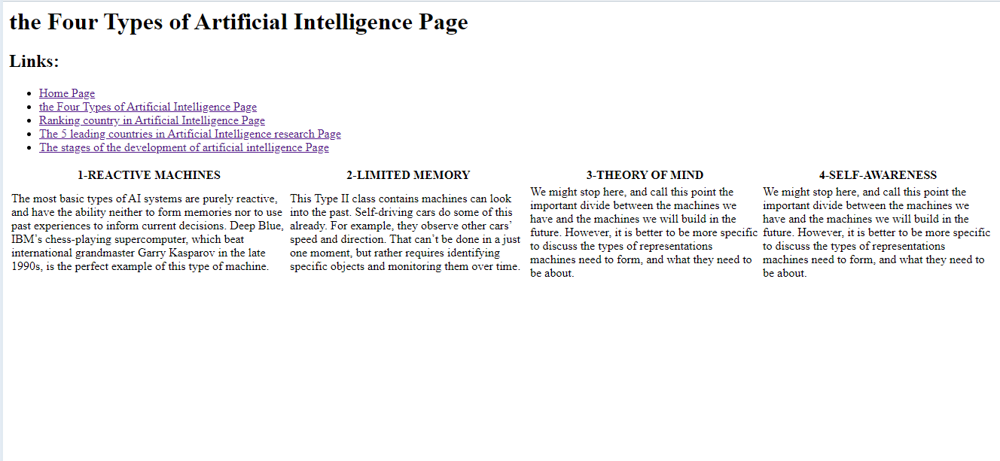 the Four Types of Artificial Intelligence Page
Links:
Home Page
the Four Types of Artificial Intelligence Page
Ranking country in Artificial Intelligence Page
The 5 leading countries in Artificial Intelligence research Page
The stages of the development of artificial intelligence Page
1-REACTIVE MACHINES
The most basic types of AI systems are purely reactive,
and have the ability neither to form memories nor to use
past experiences to inform current decisions. Deep Blue,
IBM's chess-playing supercomputer, which beat
international grandmaster Garry Kasparov in the late
1990s, is the perfect example of this type of machine.
2-LIMITED MEMORY
This Type II class contains machines can look
into the past. Self-driving cars do some of this
already. For example, they observe other cars'
speed and direction. That can't be done in a just
one moment, but rather requires identifying
specific objects and monitoring them over time.
3-THEORY OF MIND
We might stop here, and call this point the
important divide between the machines we
have and the machines we will build in the
future. However, it is better to be more specific
to discuss the types of representations
machines need to form, and what they need to
be about.
4-SELF-AWARENESS
We might stop here, and call this point the
important divide between the machines we
have and the machines we will build in the
future. However, it is better to be more specific
to discuss the types of representations
machines need to form, and what they need to
be about.